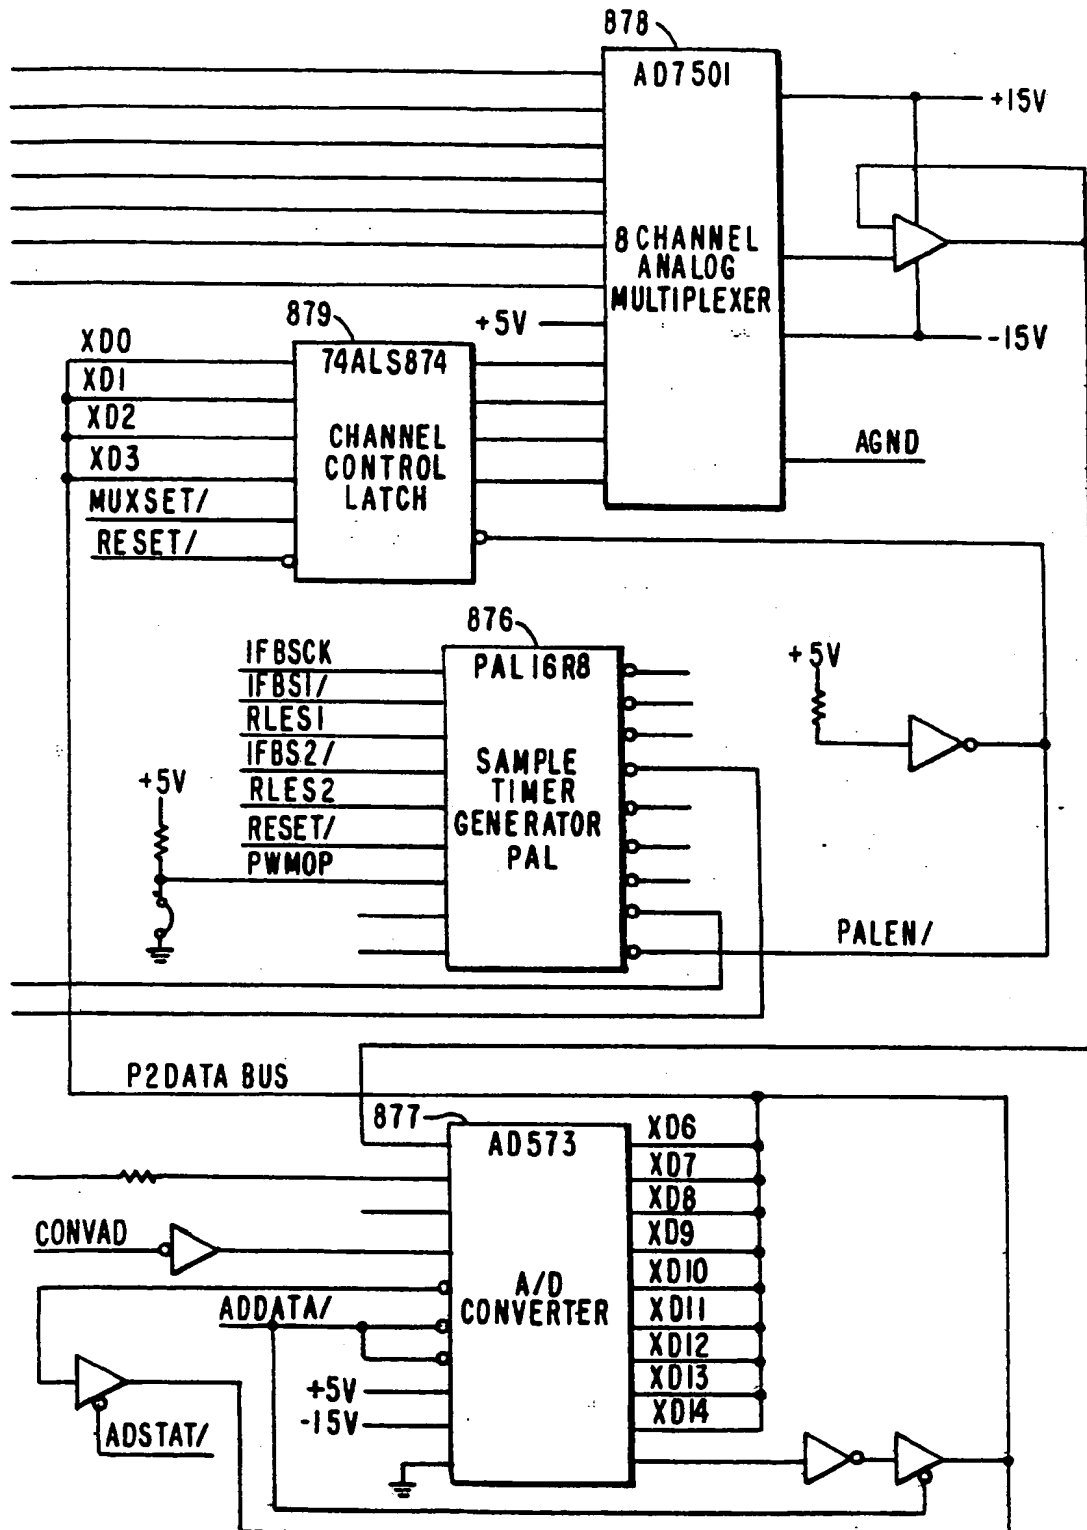 878
AD7501
+15V
8 CHANNEL
ANALOG
MULTIPLEXER
879
+5V
-15V
XD0
74ALS874
XD1
XD2
CHANNEL
CONTROL
LATCH
AGND
XD3
MUXSET/
RESET/
876
IFBSCK
PAL16R8
+5V
IFBS1/
RLES1
IFBS2/
SAMPLE
TIMER
GENERATOR
PAL
+5V
RLES2
RESET/
PWMOP
PALEN/
P2DATA BUS
877
AD573
XD6
XD7
XD8
CONVAD
XD9
A/D
CONVERTER
XD10
ADDATA/
XD11
XD12
+5V
XD13
-15V
XD14
ADSTAT/